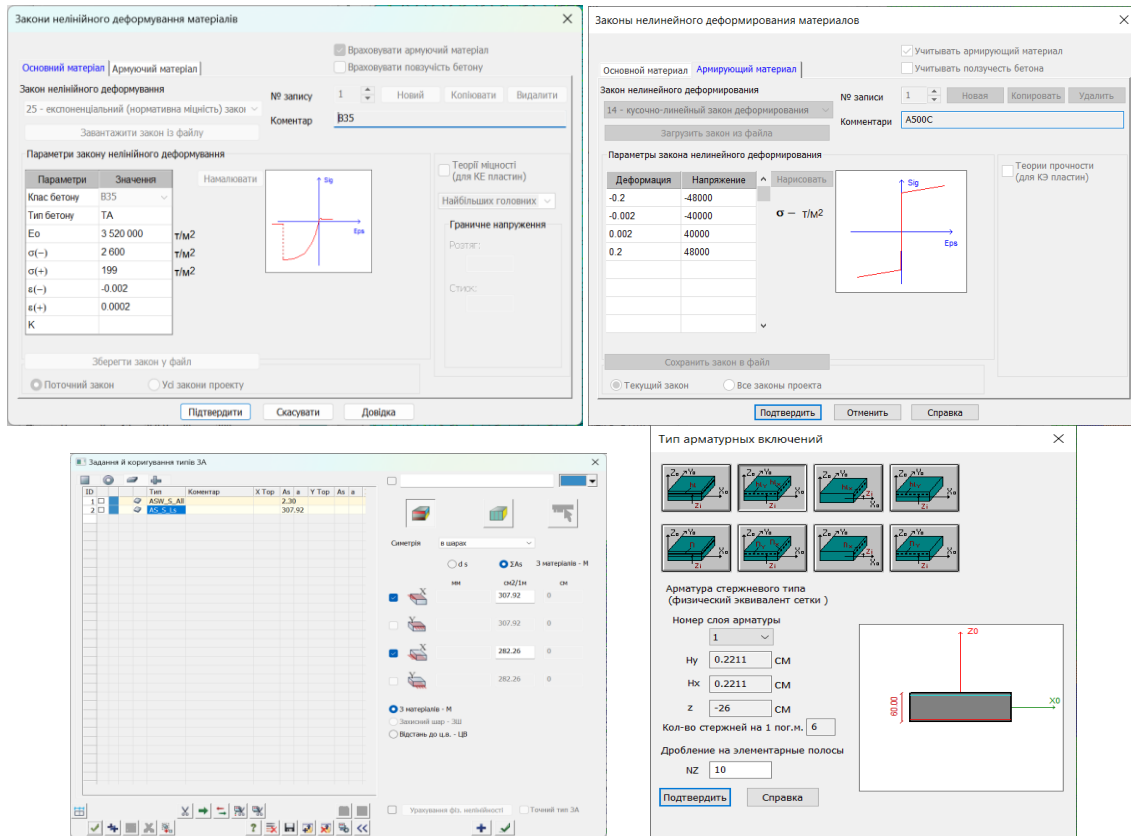 Закони нелінійного деформування матеріалів
Враховувати армуючий матеріал
Враховувати повзучість бетону
Основний матеріал
Армуючий матеріал
Закон нелінійного деформування
25 - експоненціальний (нормативна міцність) закон
Завантажити закон із файлу
№ запису
1
Новий
Копіювати
Видалити
Коментар
B35
Параметри закону нелінійного деформування
Параметри
Значення
Намалювати
Клас бетону
B35
Тип бетону
TA
Eo
3 520 000
т/м2
σ(−)
2 600
т/м2
σ(+)
199
т/м2
ε(−)
-0.002
ε(+)
0.0002
K
Sig
Eps
Теорії міцності
(для КЕ пластин)
Найбільших головних
Граничне напруження
Розтяг:
Стиск:
Зберегти закон у файл
Поточний закон
Усі закони проекту
Підтвердити
Скасувати
Довідка
Законы нелинейного деформирования материалов
Учитывать армирующий материал
Учитывать ползучесть бетона
Основной материал
Армирующий материал
Закон нелинейного деформирования
14 - кусочно-линейный закон деформирования
Загрузить закон из файла
№ записи
1
Новая
Копировать
Удалить
Комментари
A500C
Параметры закона нелинейного деформирования
Деформация
Напряжение
Нарисовать
-0.2
-48000
-0.002
-40000
0.002
40000
0.2
48000
σ − т/м2
Sig
Eps
Теории прочности
(для КЭ пластин)
Сохранить закон в файл
Текущий закон
Все законы проекта
Подтвердить
Отменить
Справка
Задання й коригування типів ЗА
ID
Тип
Коментар
X Top
As
a
Y Top
As
a
1
ASW_S_All
2.30
2
AS_S_Ls
307.92
Симетрія
в шарах
d s
ΣAs
З матеріалів - М
мм
см2/1м
см
X
307.92
0
Y
307.92
0
X
282.26
0
Y
282.26
0
З матеріалів - М
Захисний шар - ЗШ
Відстань до ц.в. - ЦВ
Урахування фіз. нелінійності
Точний тип ЗА
Тип арматурных включений
Арматура стержневого типа
(физический эквивалент сетки )
Номер слоя арматуры
1
Hy
0.2211
СМ
Hx
0.2211
СМ
z
-26
СМ
Кол-во стержней на 1 пог.м.
6
Дробление на элементарные полосы
NZ
10
Подтвердить
Справка
Z0
60.00
X0